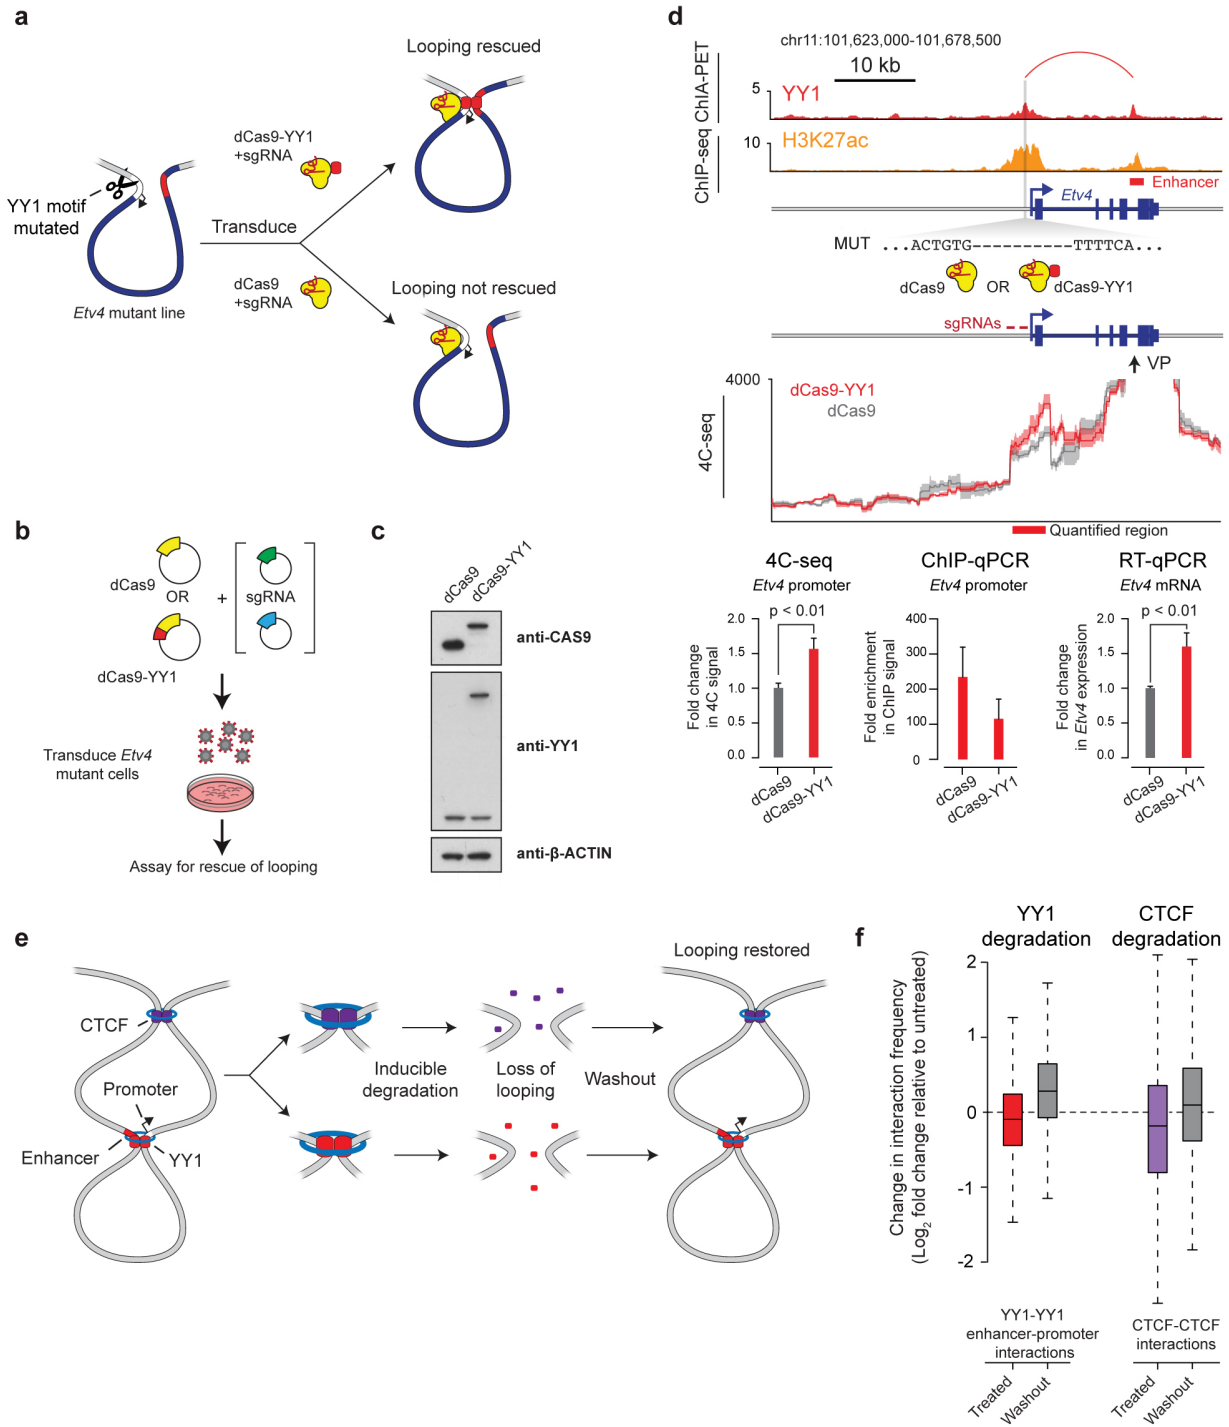 a
Looping rescued
dCas9-YY1
+sgRNA
YY1 motif
mutated
Transduce
dCas9
+sgRNA
Looping not rescued
Etv4 mutant line
b
dCas9
OR
dCas9-YY1
+
sgRNA
Transduce Etv4
mutant cells
Assay for rescue of looping
c
dCas9
dCas9-YY1
anti-CAS9
anti-YY1
anti-β-ACTIN
d
chr11:101,623,000-101,678,500
10 kb
ChIA-PET
5
YY1
ChIP-seq
10
H3K27ac
Enhancer
Etv4
MUT ...ACTGTG----------TTTTCA...
dCas9 OR dCas9-YY1
sgRNAs
VP
4000
dCas9-YY1
dCas9
4C-seq
Quantified region
4C-seq
Etv4 promoter
p < 0.01
Fold change
in 4C signal
2.0
1.5
1.0
0.5
0.0
dCas9
dCas9-YY1
ChIP-qPCR
Etv4 promoter
Fold enrichment
in ChIP signal
400
300
200
100
0
dCas9
dCas9-YY1
RT-qPCR
Etv4 mRNA
p < 0.01
Fold change
in Etv4 expression
2.0
1.5
1.0
0.5
0.0
dCas9
dCas9-YY1
e
CTCF
Promoter
Enhancer
YY1
Inducible
degradation
Loss of
looping
Washout
Looping restored
f
YY1
degradation
CTCF
degradation
Change in interaction frequency
(Log2 fold change relative to untreated)
2
1
0
-1
-2
YY1-YY1
enhancer-promoter
interactions
CTCF-CTCF
interactions
Treated
Washout
Treated
Washout